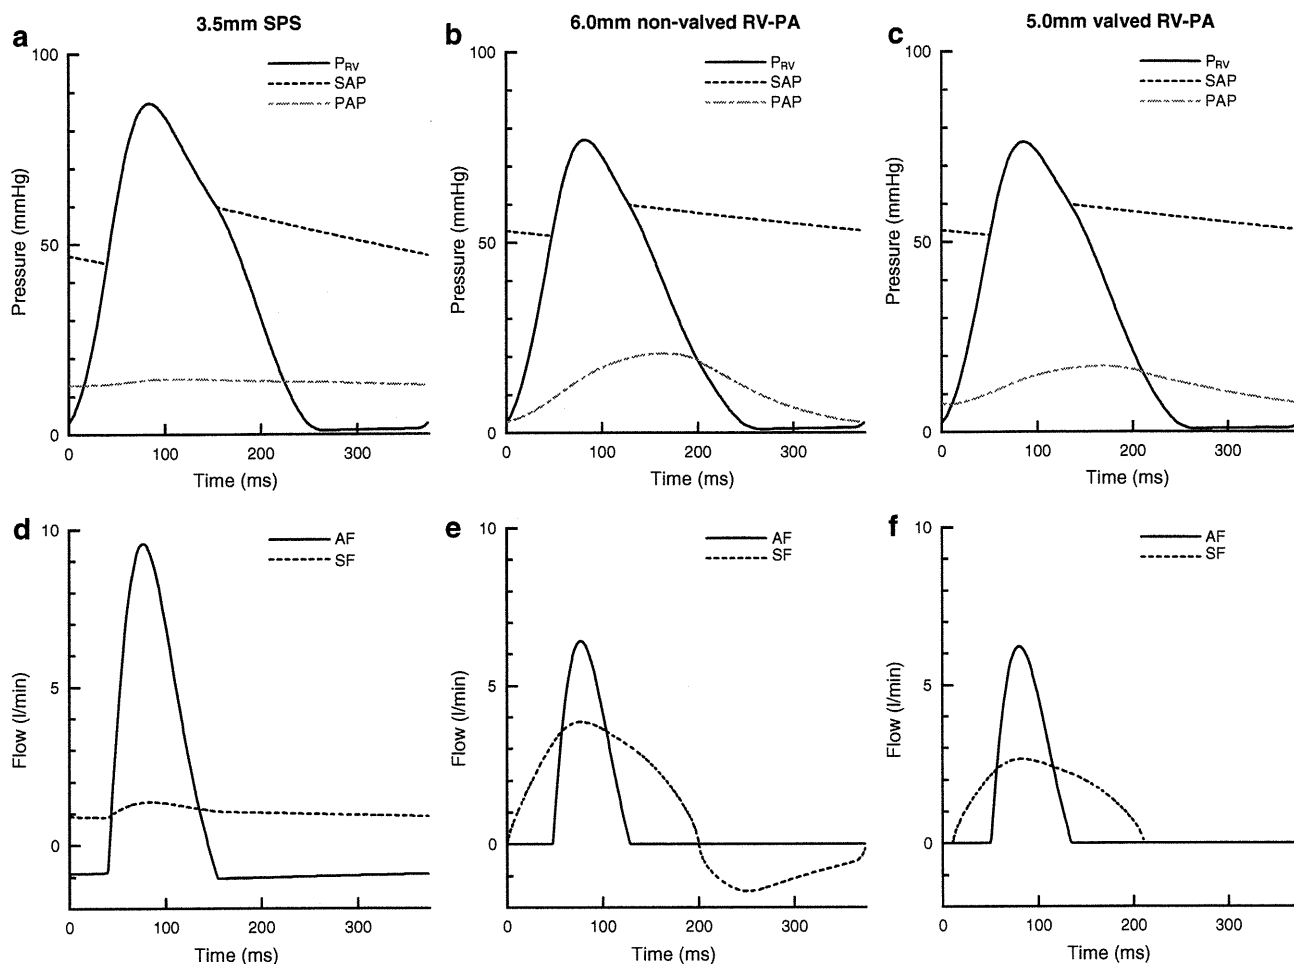 3.5mm SPS
6.0mm non-valved RV-PA
5.0mm valved RV-PA
a
100
50
0
Pressure (mmHg)
PRV
SAP
PAP
0 100 200 300
Time (ms)
b
100
50
0
Pressure (mmHg)
PRV
SAP
PAP
0 100 200 300
Time (ms)
c
100
50
0
Pressure (mmHg)
PRV
SAP
PAP
0 100 200 300
Time (ms)
d
10
5
0
Flow (l/min)
AF
SF
0 100 200 300
Time (ms)
e
10
5
0
Flow (l/min)
AF
SF
0 100 200 300
Time (ms)
f
10
5
0
Flow (l/min)
AF
SF
0 100 200 300
Time (ms)